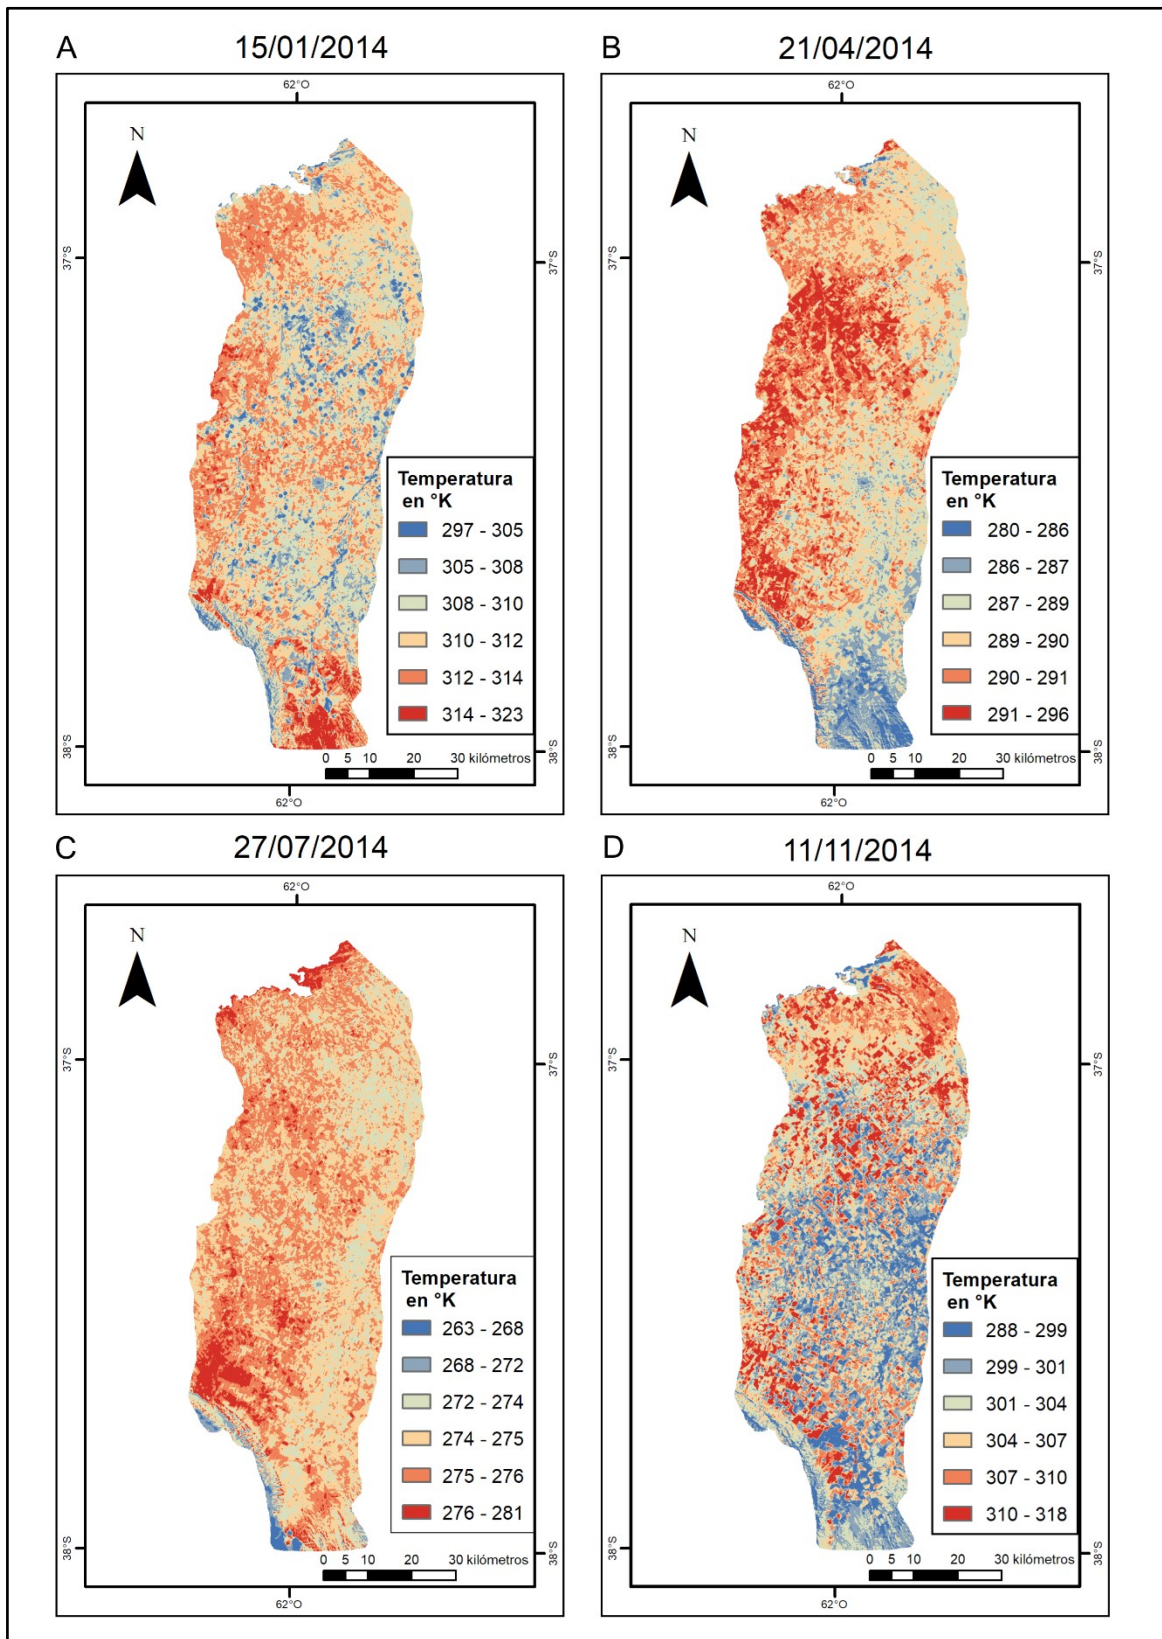 A
15/01/2014
62°O
N
37°S
37°S
Temperatura
en °K
297 - 305
305 - 308
308 - 310
310 - 312
312 - 314
314 - 323
38°S
38°S
0 5 10 20 30 kilómetros
62°O
B
21/04/2014
62°O
N
37°S
37°S
Temperatura
en °K
280 - 286
286 - 287
287 - 289
289 - 290
290 - 291
291 - 296
38°S
38°S
0 5 10 20 30 kilómetros
62°O
C
27/07/2014
62°O
N
37°S
37°S
Temperatura
en °K
263 - 268
268 - 272
272 - 274
274 - 275
275 - 276
276 - 281
38°S
38°S
0 5 10 20 30 kilómetros
62°O
D
11/11/2014
62°O
N
37°S
37°S
Temperatura
en °K
288 - 299
299 - 301
301 - 304
304 - 307
307 - 310
310 - 318
38°S
38°S
0 5 10 20 30 kilómetros
62°O